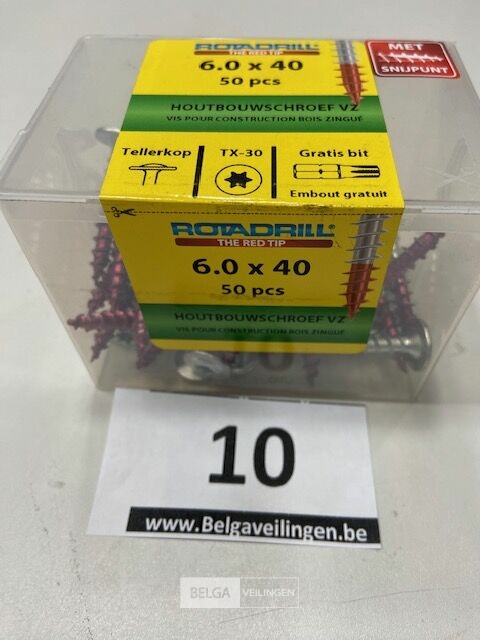 ROTADRILL®
THE RED TIP
6.0 x 40
50 pcs
MET
SNIJPUNT
HOUTBOUWSCHROEF VZ
VIS POUR CONSTRUCTION BOIS ZINGUÉ
Tellerkop
TX-30
Gratis bit
Embout gratuit
ROTADRILL®
THE RED TIP
6.0 x 40
50 pcs
HOUTBOUWSCHROEF VZ
VIS POUR CONSTRUCTION BOIS ZINGUÉ
10
www.Belgaveilingen.be
BELGA VEILINGEN